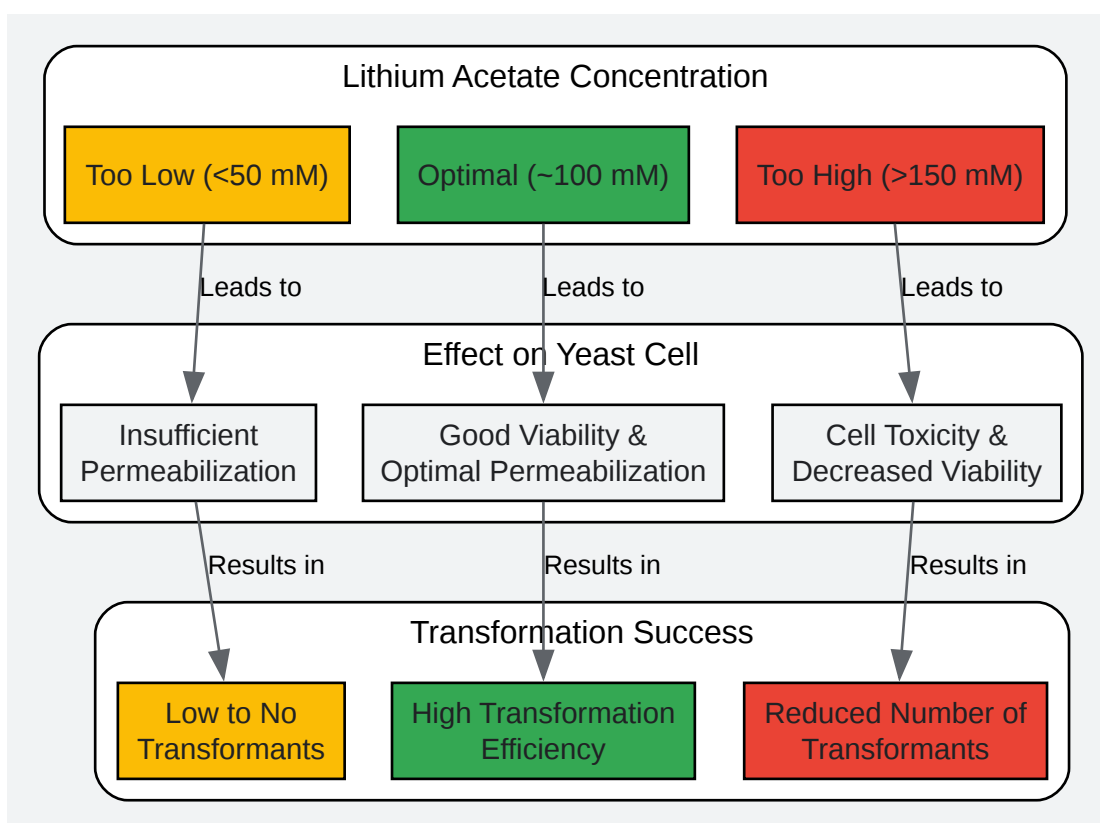 Lithium Acetate Concentration
Too Low (<50 mM)
Optimal (~100 mM)
Too High (>150 mM)
Leads to
Leads to
Leads to
Effect on Yeast Cell
Insufficient
Permeabilization
Good Viability &
Optimal Permeabilization
Cell Toxicity &
Decreased Viability
Results in
Results in
Results in
Transformation Success
Low to No
Transformants
High Transformation
Efficiency
Reduced Number of
Transformants